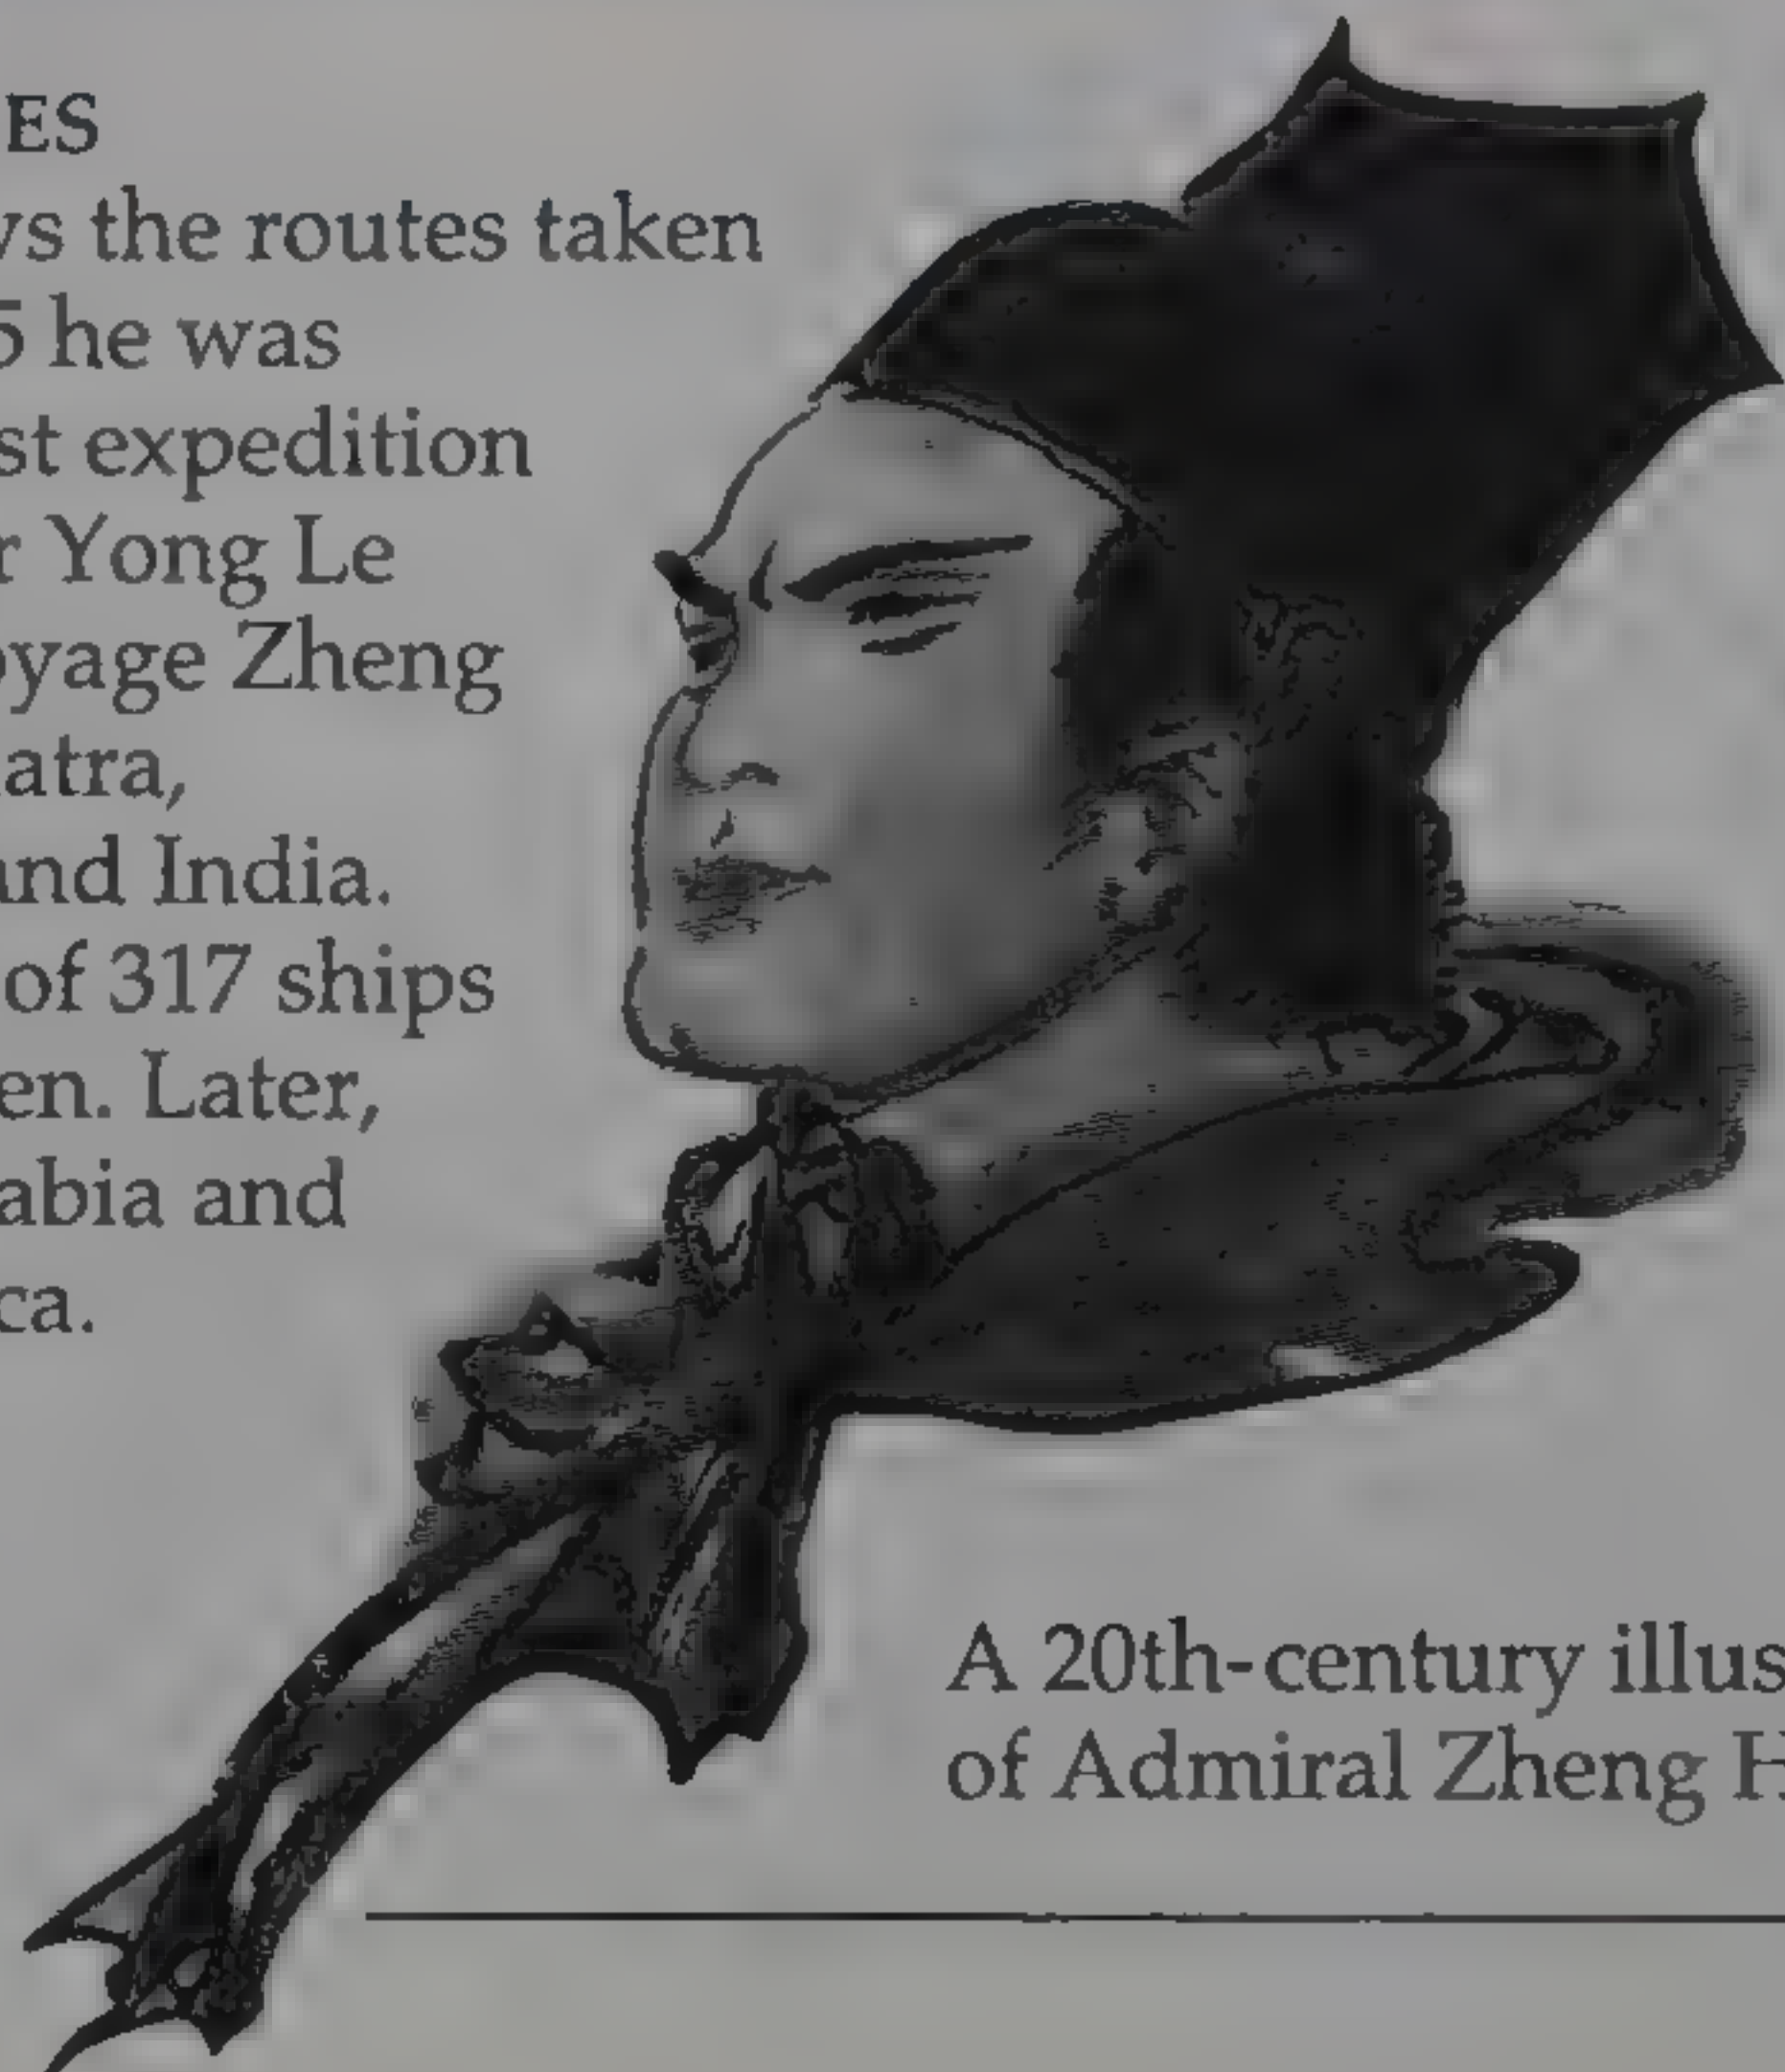 ES
ws the routes taken
5 he was
st expedition
r Yong Le
oyage Zheng
atra,
and India.
of 317 ships
en. Later,
abia and
ca.
A 20th-century illus
of Admiral Zheng H